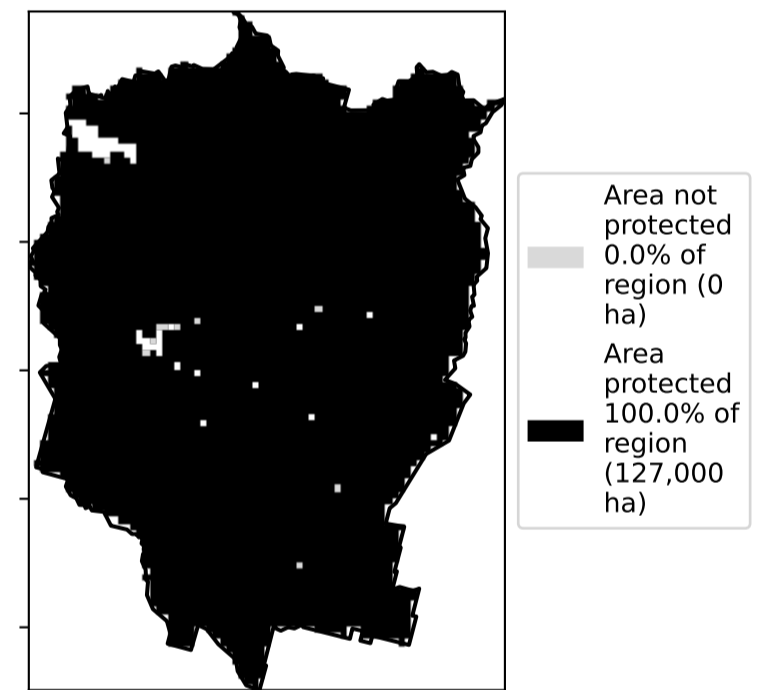 Area not
protected
0.0% of
region (0
ha)
Area
protected
100.0% of
region
(127,000
ha)